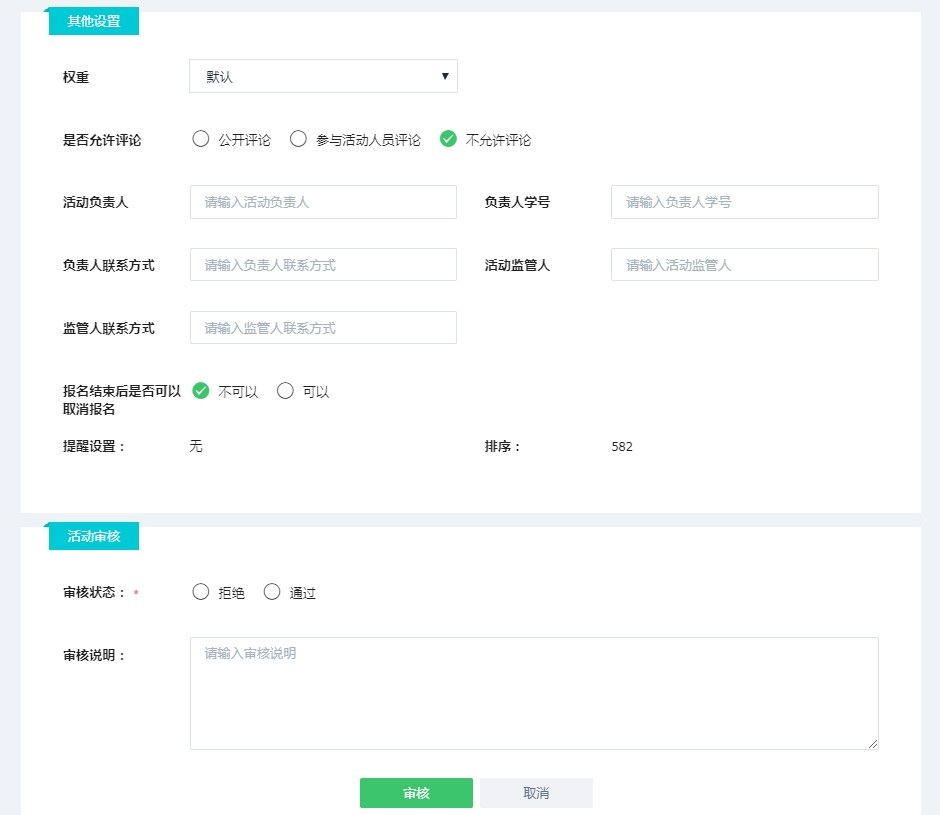 其他设置
权重 默认
是否允许评论 公开评论 参与活动人员评论 不允许评论
活动负责人 请输入活动负责人 负责人学号 请输入负责人学号
负责人联系方式 请输入负责人联系方式 活动监管人 请输入活动监管人
监管人联系方式 请输入监管人联系方式
报名结束后是否可以 不可以 可以
取消报名
提醒设置： 无 排序： 582
活动审核
审核状态： * 拒绝 通过
审核说明： 请输入审核说明
审核 取消